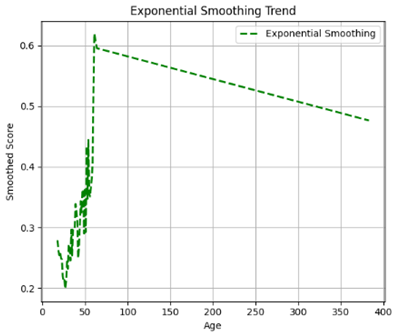 Exponential Smoothing Trend
Exponential Smoothing
0.6
0.5
0.4
0.3
0.2
Smoothed Score
0 50 100 150 200 250 300 350 400
Age